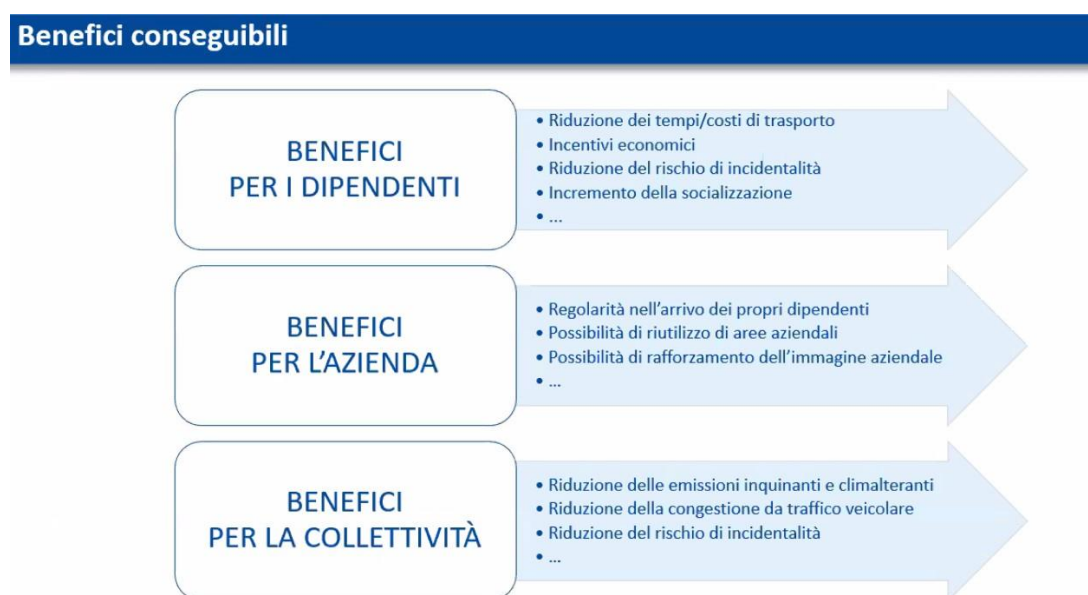 Benefici conseguibili
BENEFICI
PER I DIPENDENTI
• Riduzione dei tempi/costi di trasporto
• Incentivi economici
• Riduzione del rischio di incidentalità
• Incremento della socializzazione
• ...
BENEFICI
PER L'AZIENDA
• Regolarità nell'arrivo dei propri dipendenti
• Possibilità di riutilizzo di aree aziendali
• Possibilità di rafforzamento dell'immagine aziendale
• ...
BENEFICI
PER LA COLLETTIVITÀ
• Riduzione delle emissioni inquinanti e climalteranti
• Riduzione della congestione da traffico veicolare
• Riduzione del rischio di incidentalità
• ...